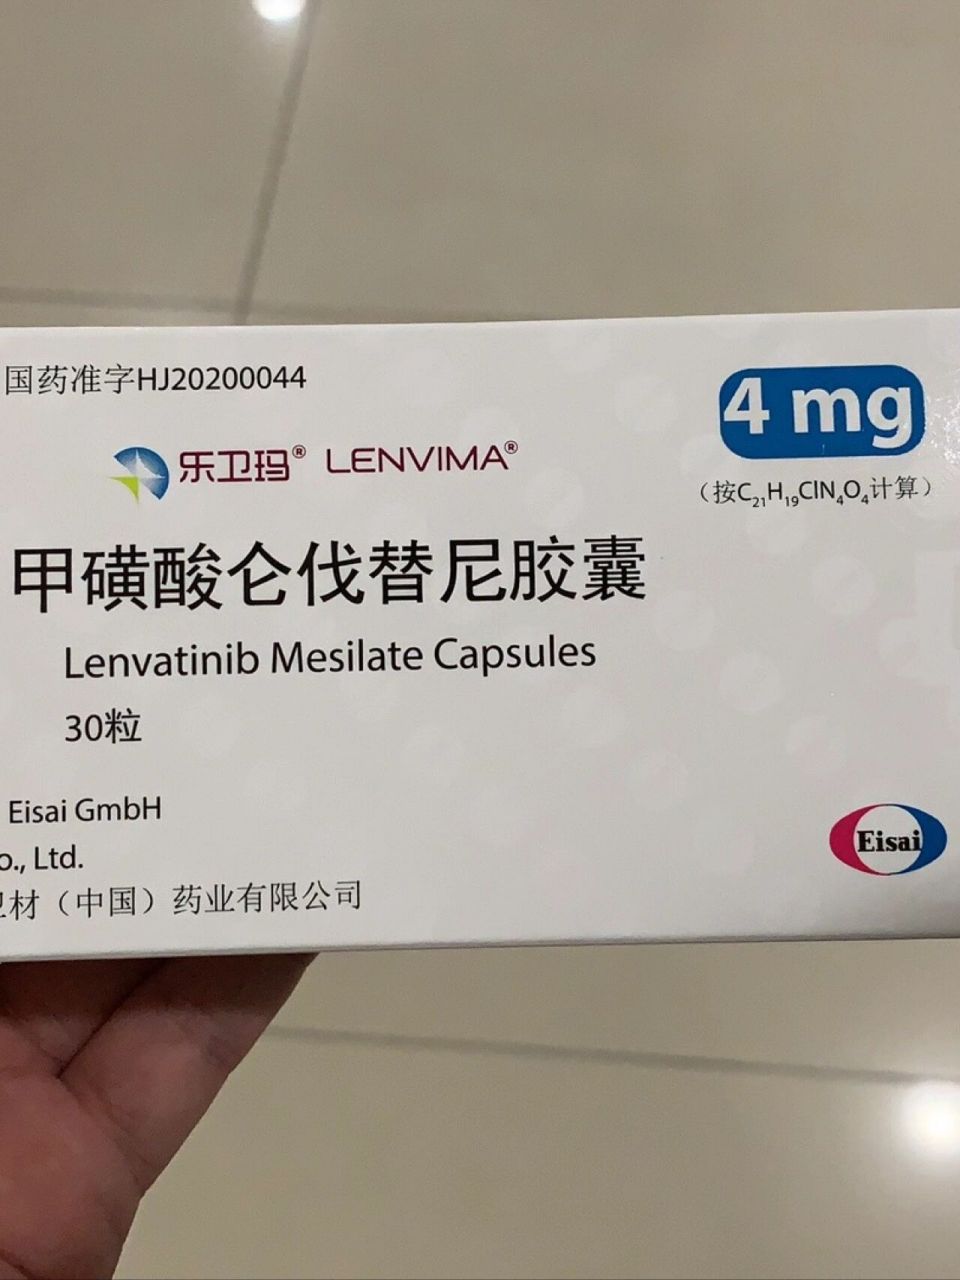 国药准字HJ20200044
4 mg
乐卫玛® LENVIMA®
（按C₂₁H₁₉ClN₄O₄计算）
甲磺酸仑伐替尼胶囊
Lenvatinib Mesilate Capsules
30粒
Eisai GmbH
Eisai
o., Ltd.
材（中国）药业有限公司